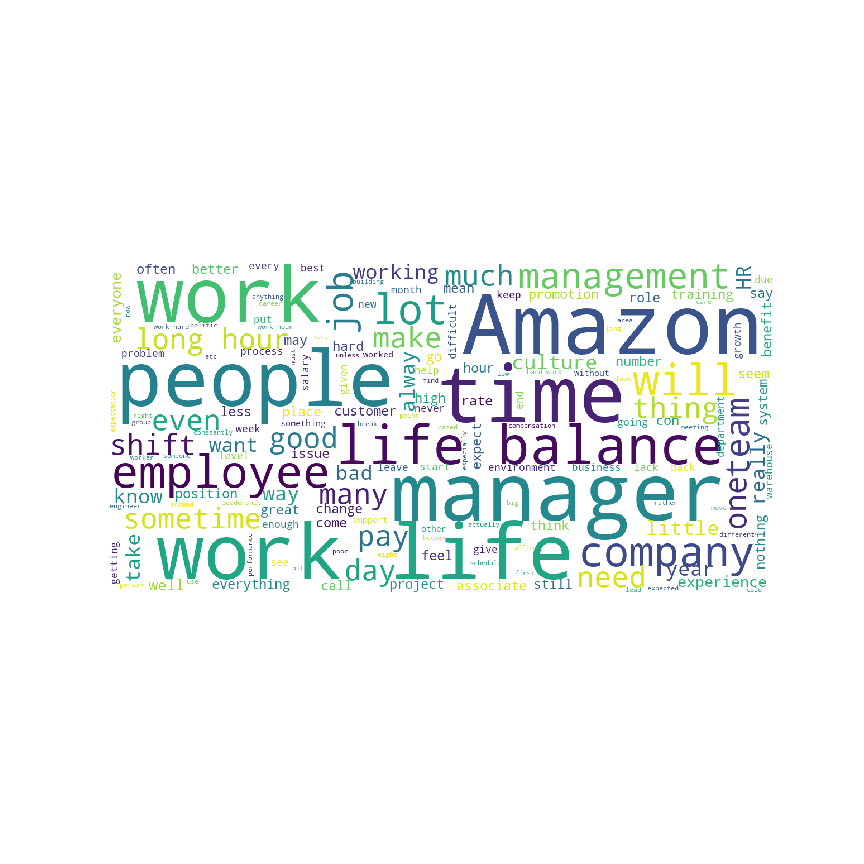 often better every best working much management HR due
everyone anything building month mean keep promotion role training say
work job lot Amazon
new career new benefit
put
long hour may hard make difficult growth
problem process unless worked go hour culture number seem
people salary given help without will
time thing
less place customer alway high rate end
even something never going con system
shift want week good life balance expect oneteam really
employee issue bad leave start environment business lack back warehouse
know position way many manager
great change
sometime enough come support other think little nothing
take work life pay company
getting feel give year
day need
well everything call project associate still experience